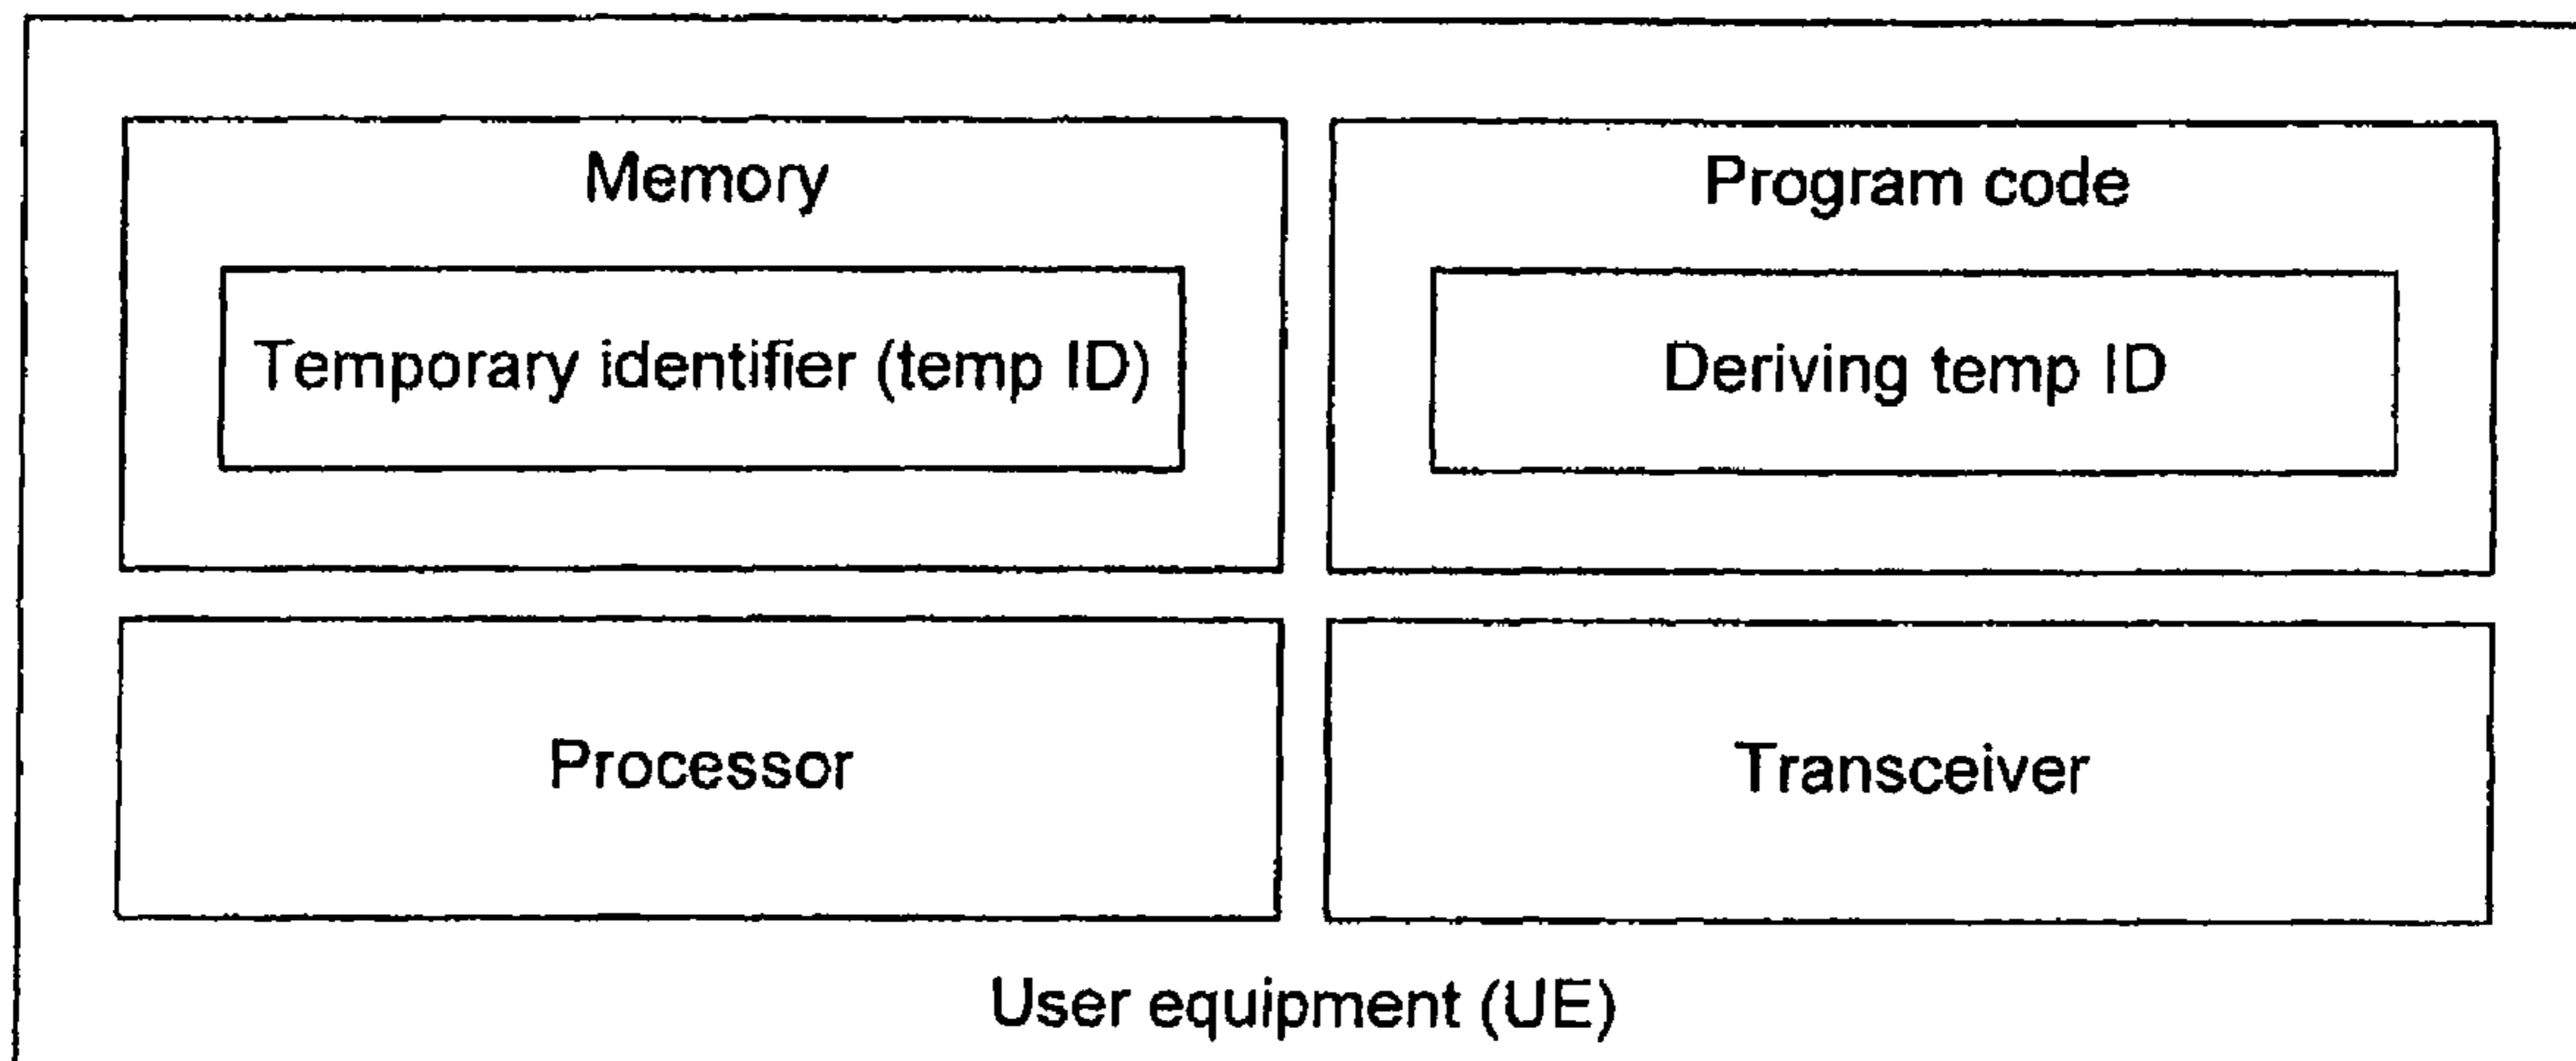 Memory
Program code
Temporary identifier (temp ID)
Deriving temp ID
Processor
Transceiver
User equipment (UE)